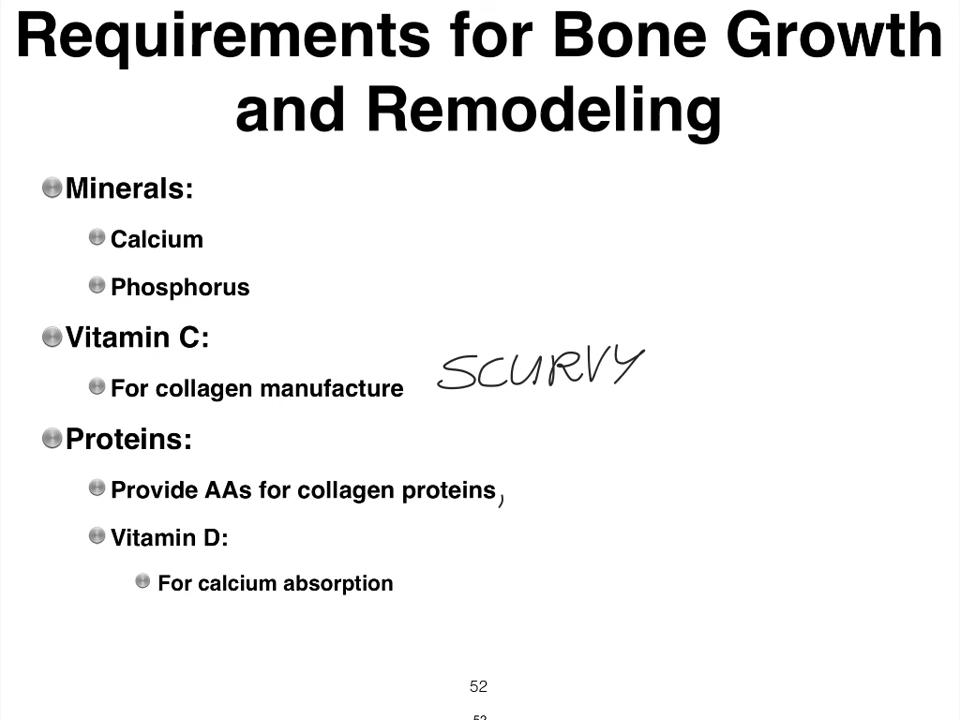 Requirements for Bone Growth
and Remodeling
Minerals:
Calcium
Phosphorus
Vitamin C:
For collagen manufacture SCURVY
Proteins:
Provide AAs for collagen proteins,
Vitamin D:
For calcium absorption
52
52